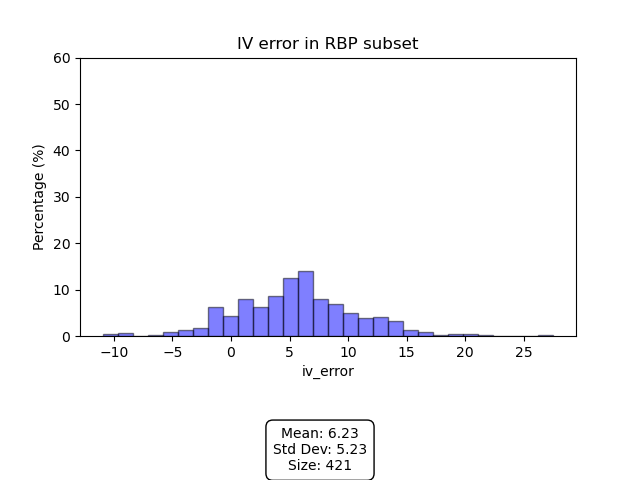 IV error in RBP subset
60
50
40
30
20
10
0
Percentage (%)
−10
−5
0
5
10
15
20
25
iv_error
Mean: 6.23
Std Dev: 5.23
Size: 421